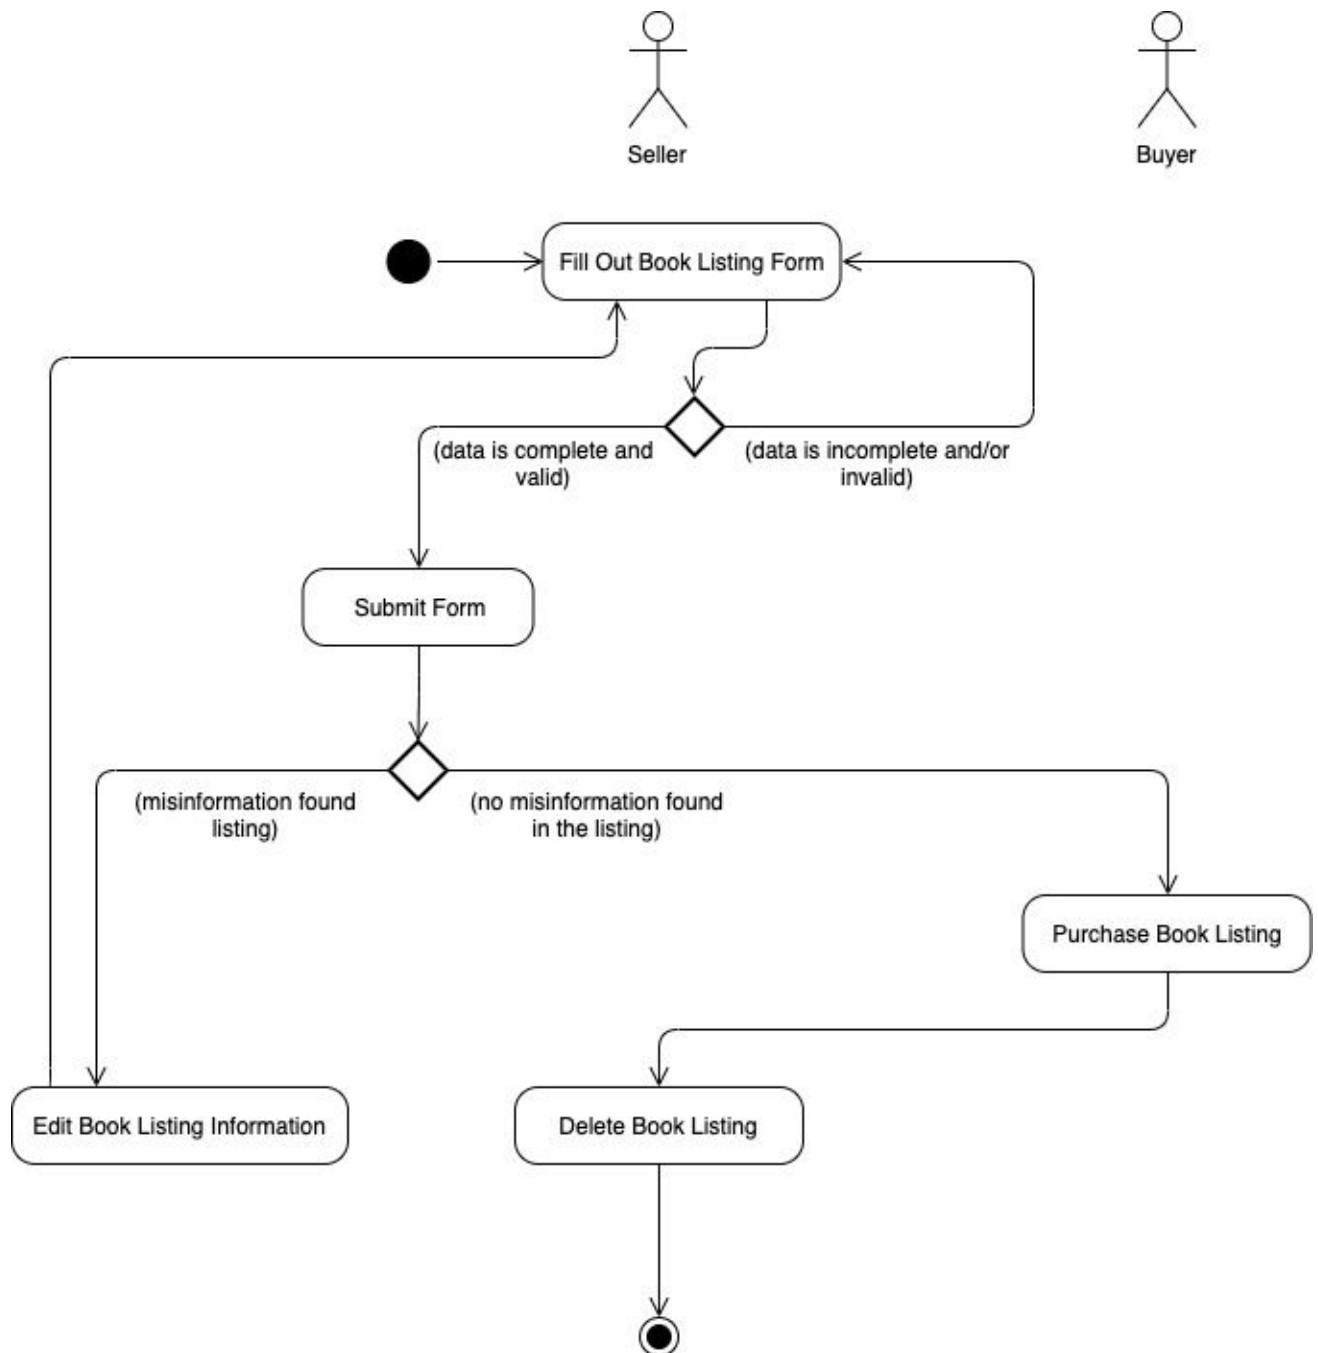 Seller
Buyer
Fill Out Book Listing Form
(data is complete and
valid)
(data is incomplete and/or
invalid)
Submit Form
(misinformation found
listing)
(no misinformation found
in the listing)
Purchase Book Listing
Edit Book Listing Information
Delete Book Listing